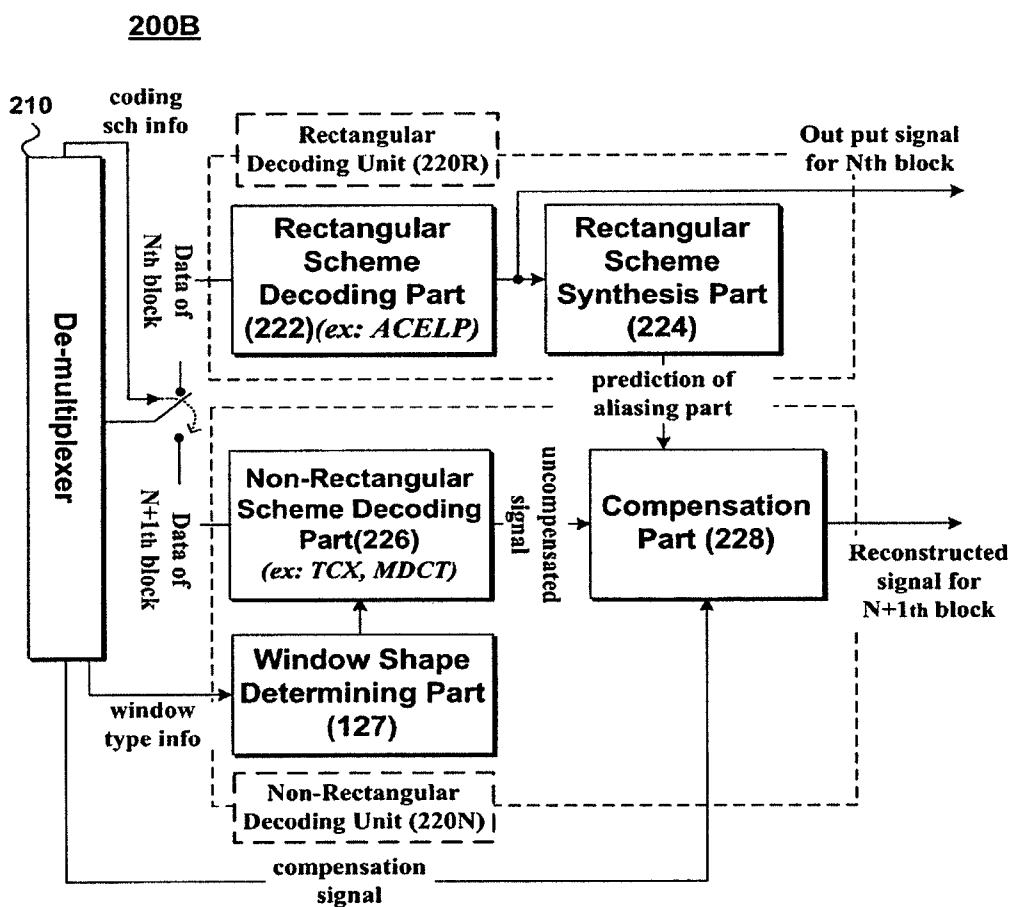 200B
210
coding
sch info
Rectangular
Decoding Unit (220R)
Out put signal
for Nth block
Data of
Nth block
Rectangular
Scheme
Decoding Part
(222)(ex: ACELP)
Rectangular
Scheme
Synthesis Part
(224)
De-multiplexer
prediction of
aliasing part
Data of
N+1th block
Non-Rectangular
Scheme Decoding
Part(226)
(ex: TCX, MDCT)
uncompensated
signal
Compensation
Part (228)
Reconstructed
signal for
N+1th block
window
type info
Window Shape
Determining Part
(127)
Non-Rectangular
Decoding Unit (220N)
compensation
signal